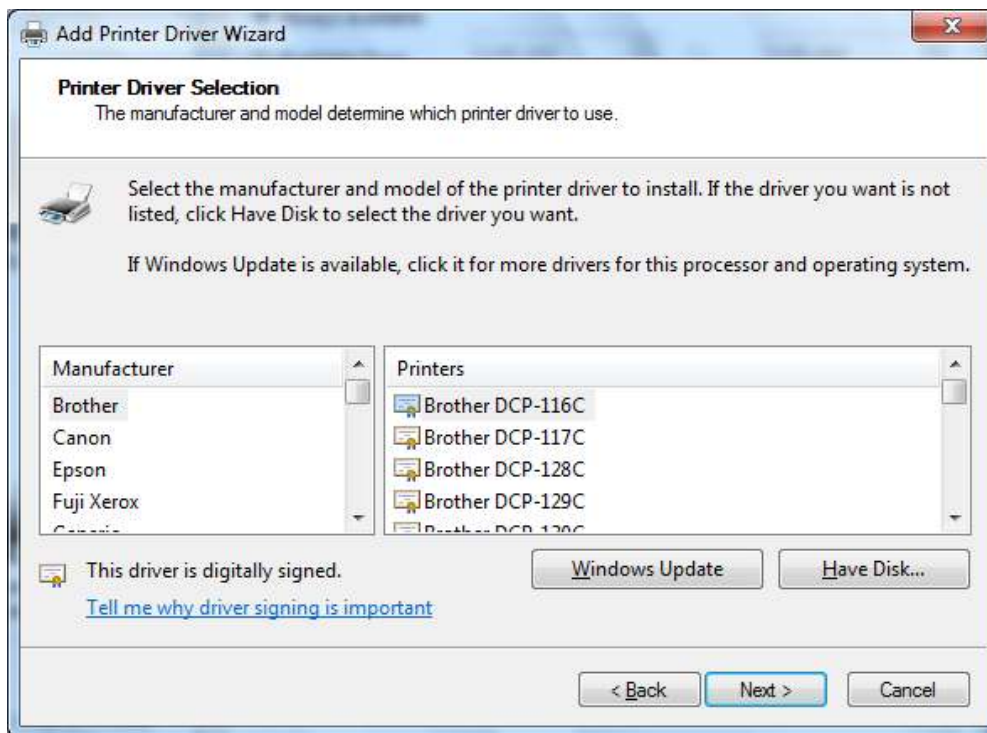 Add Printer Driver Wizard
Printer Driver Selection
The manufacturer and model determine which printer driver to use.
Select the manufacturer and model of the printer driver to install. If the driver you want is not
listed, click Have Disk to select the driver you want.
If Windows Update is available, click it for more drivers for this processor and operating system.
Manufacturer
Brother
Canon
Epson
Fuji Xerox
Printers
Brother DCP-116C
Brother DCP-117C
Brother DCP-128C
Brother DCP-129C
This driver is digitally signed.
Tell me why driver signing is important
Windows Update
Have Disk...
< Back
Next >
Cancel